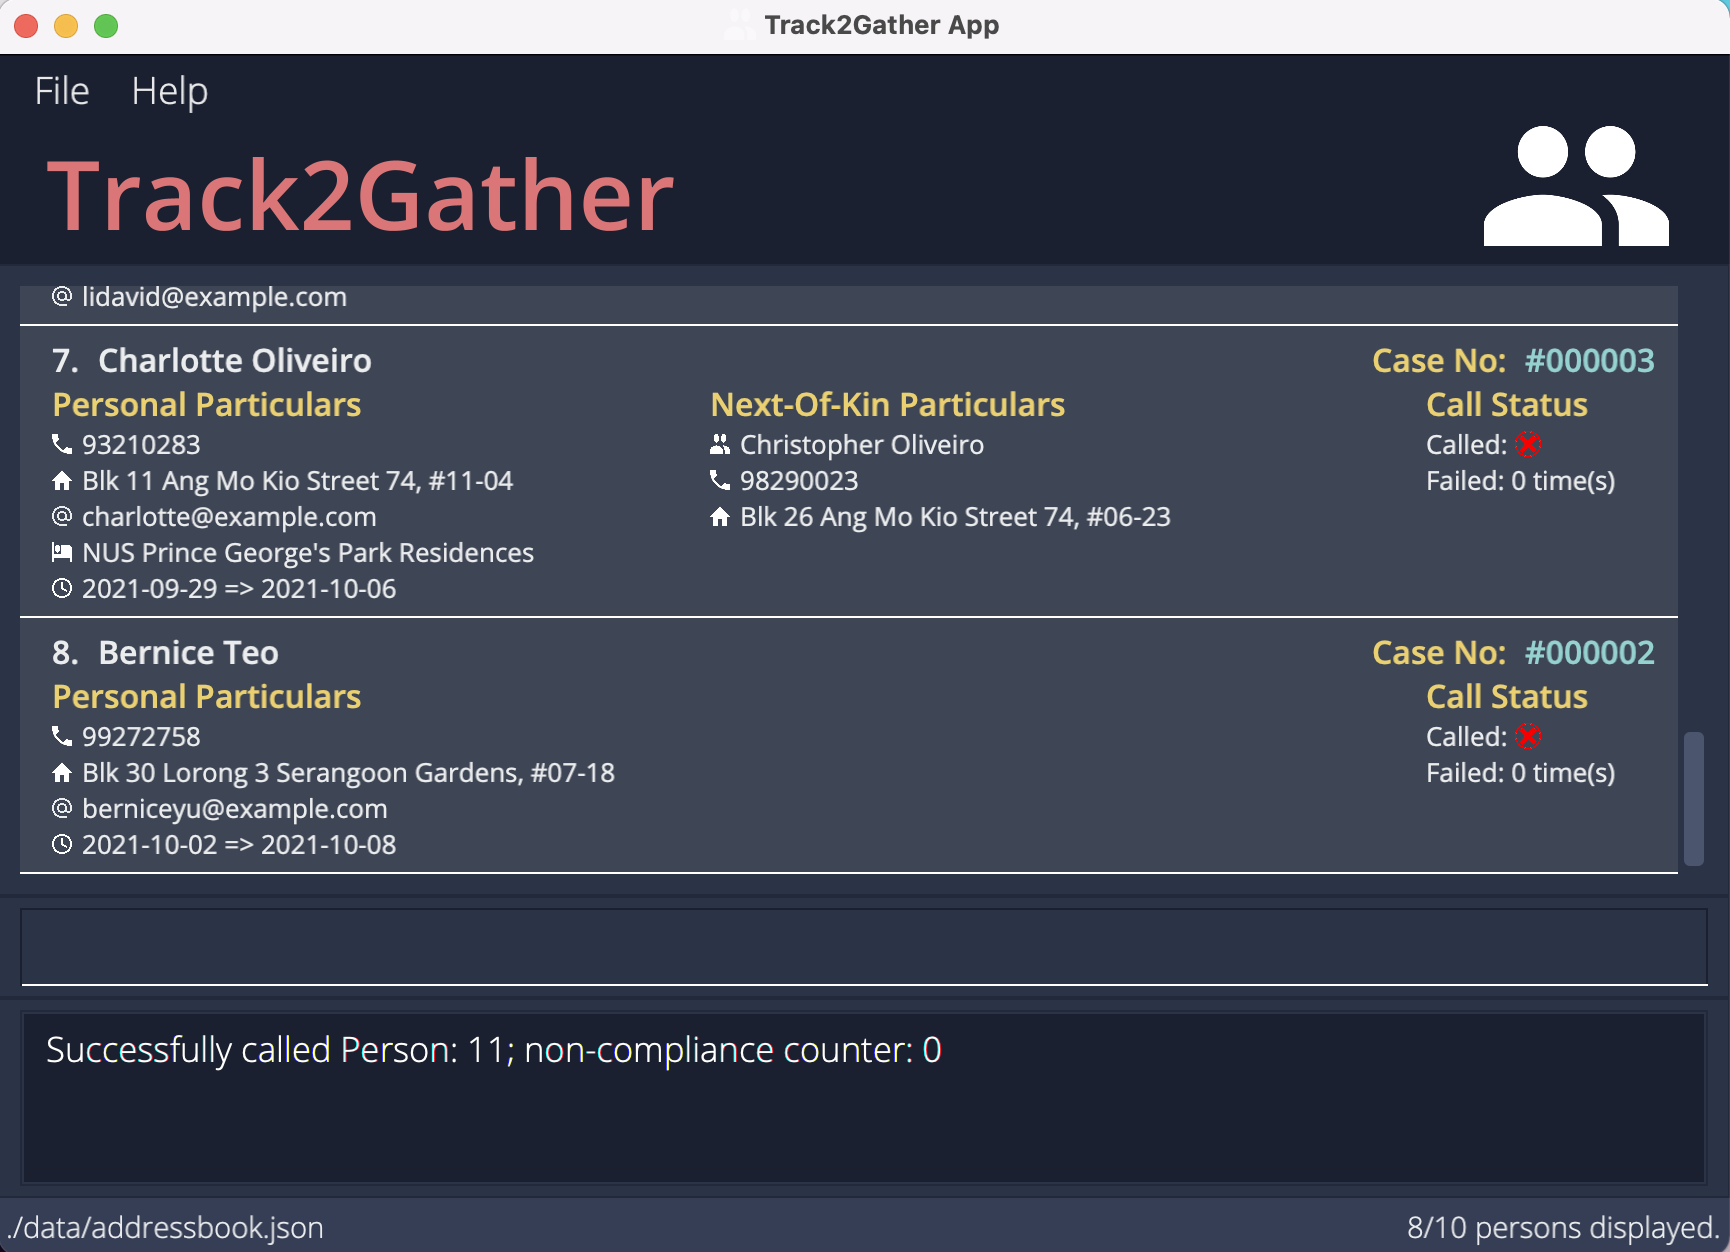 Track2Gather App
File Help
Track2Gather
@ lidavid@example.com
7. Charlotte Oliveiro
Case No: #000003
Personal Particulars
93210283
Blk 11 Ang Mo Kio Street 74, #11-04
@ charlotte@example.com
NUS Prince George's Park Residences
2021-09-29 => 2021-10-06
Next-Of-Kin Particulars
Christopher Oliveiro
98290023
Blk 26 Ang Mo Kio Street 74, #06-23
Call Status
Called:
Failed: 0 time(s)
8. Bernice Teo
Case No: #000002
Personal Particulars
99272758
Blk 30 Lorong 3 Serangoon Gardens, #07-18
@ berniceyu@example.com
2021-10-02 => 2021-10-08
Call Status
Called:
Failed: 0 time(s)
Successfully called Person: 11; non-compliance counter: 0
./data/addressbook.json
8/10 persons displayed.